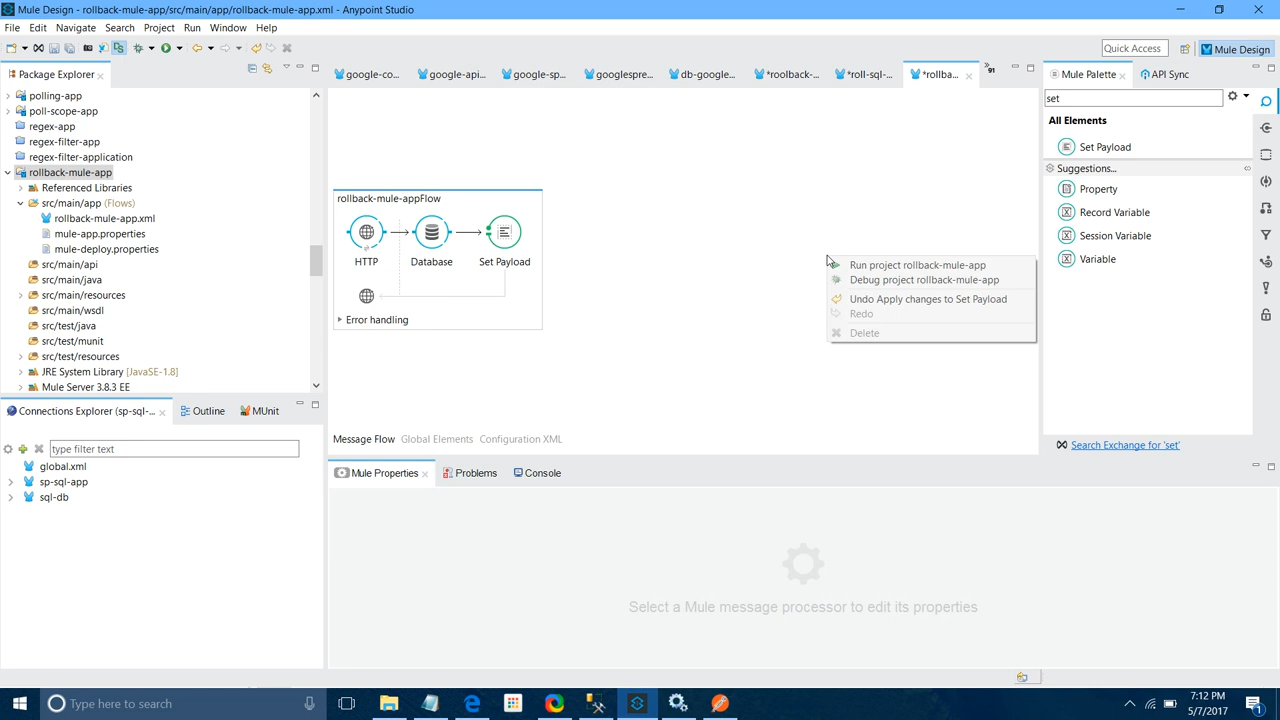 Mule Design - rollback-mule-app/src/main/app/rollback-mule-app.xml - Anypoint Studio
File Edit Navigate Search Project Run Window Help
Quick Access
Mule Design
Package Explorer
google-co...
google-api...
google-sp...
googlespre...
db-google...
*roolback-...
*roll-sql-...
*rollba...
91
Mule Palette
API Sync
polling-app
poll-scope-app
regex-app
regex-filter-app
regex-filter-application
rollback-mule-app
Referenced Libraries
src/main/app (Flows)
rollback-mule-app.xml
mule-app.properties
mule-deploy.properties
src/main/api
src/main/java
src/main/resources
src/main/wsdl
src/test/java
src/test/munit
src/test/resources
JRE System Library [JavaSE-1.8]
Mule Server 3.8.3 EE
rollback-mule-appFlow
HTTP
Database
Set Payload
Error handling
Run project rollback-mule-app
Debug project rollback-mule-app
Undo Apply changes to Set Payload
Redo
Delete
Message Flow Global Elements Configuration XML
set
All Elements
Set Payload
Suggestions...
Property
Record Variable
Session Variable
Variable
Search Exchange for 'set'
Connections Explorer (sp-sql-...
Outline
MUnit
type filter text
global.xml
sp-sql-app
sql-db
Mule Properties
Problems
Console
Select a Mule message processor to edit its properties
Type here to search
7:12 PM
5/7/2017
1